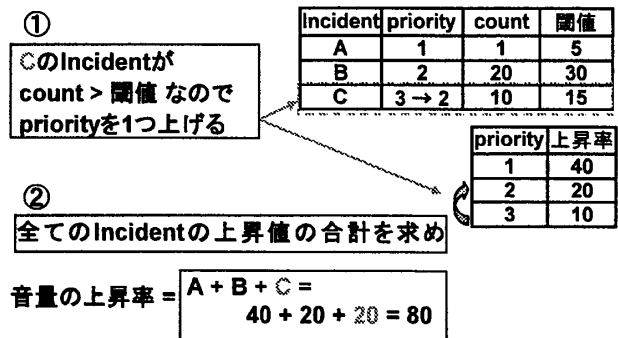 ①
CのIncidentが
count > 閾値 なので
priorityを1つ上げる
Incident priority count 閾値
A 1 1 5
B 2 20 30
C 3 → 2 10 15
priority 上昇率
1 40
2 20
3 10
②
全てのIncidentの上昇値の合計を求め
音量の上昇率 = A + B + C =
40 + 20 + 20 = 80